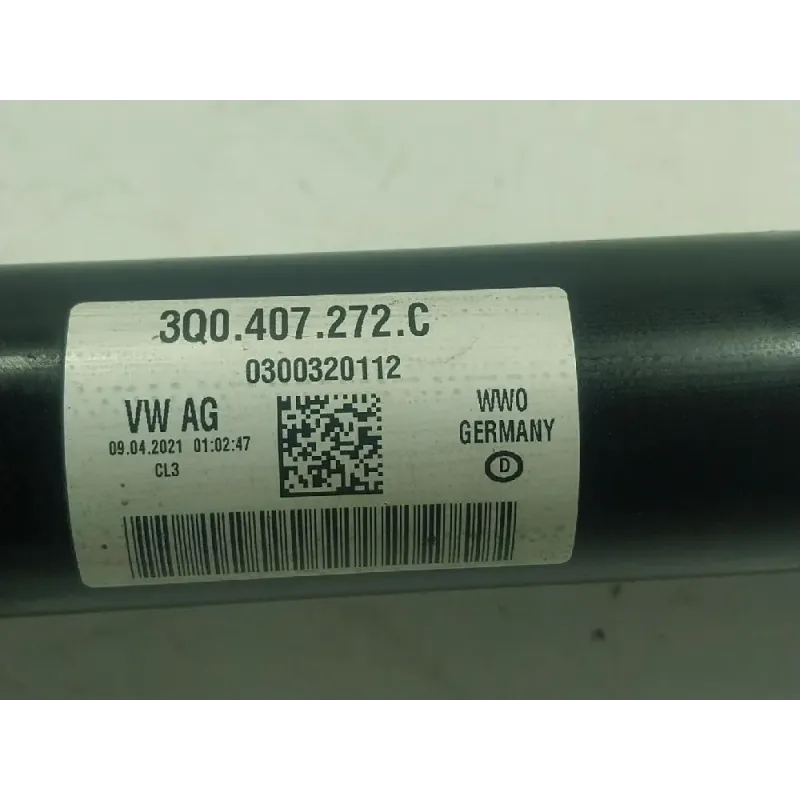 3Q0.407.272.C
0300320112
VW AG
09.04.2021 01:02:47
CL3
WWO
GERMANY
D